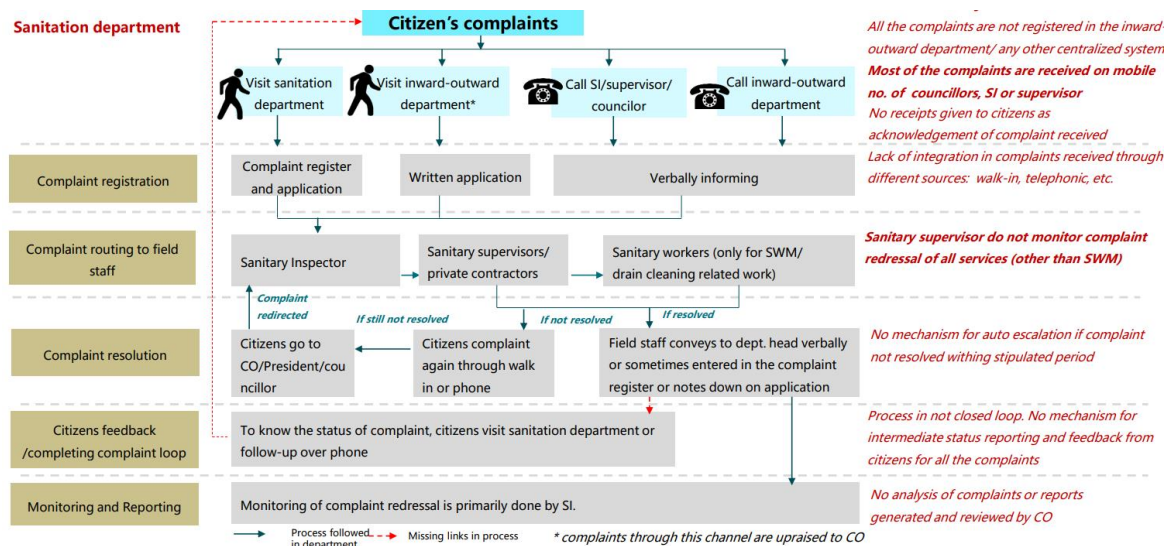 Sanitation department
Citizen's complaints
All the complaints are not registered in the inward-
outward department/ any other centralized system
Most of the complaints are received on mobile
no. of councillors, SI or supervisor
No receipts given to citizens as
acknowledgement of complaint received
Visit sanitation
department
Visit inward-outward
department*
Call SI/supervisor/
councilor
Call inward-outward
department
Complaint registration
Complaint register
and application
Written application
Verbally informing
Lack of integration in complaints received through
different sources: walk-in, telephonic, etc.
Complaint routing to field
staff
Sanitary Inspector
Sanitary supervisors/
private contractors
Sanitary workers (only for SWM/
drain cleaning related work)
Sanitary supervisor do not monitor complaint
redressal of all services (other than SWM)
Complaint
redirected
If still not resolved
If not resolved
If resolved
Complaint resolution
Citizens go to
CO/President/cou
ncillor
Citizens complaint
again through walk
in or phone
Field staff conveys to dept. head verbally
or sometimes entered in the complaint
register or notes down on application
No mechanism for auto escalation if complaint
not resolved withing stipulated period
Citizens feedback
/completing complaint loop
To know the status of complaint, citizens visit sanitation department or
follow-up over phone
Process in not closed loop. No mechanism for
intermediate status reporting and feedback from
citizens for all the complaints
Monitoring and Reporting
Monitoring of complaint redressal is primarily done by SI.
No analysis of complaints or reports
generated and reviewed by CO
Process followed
in department
Missing links in process
* complaints through this channel are upraised to CO